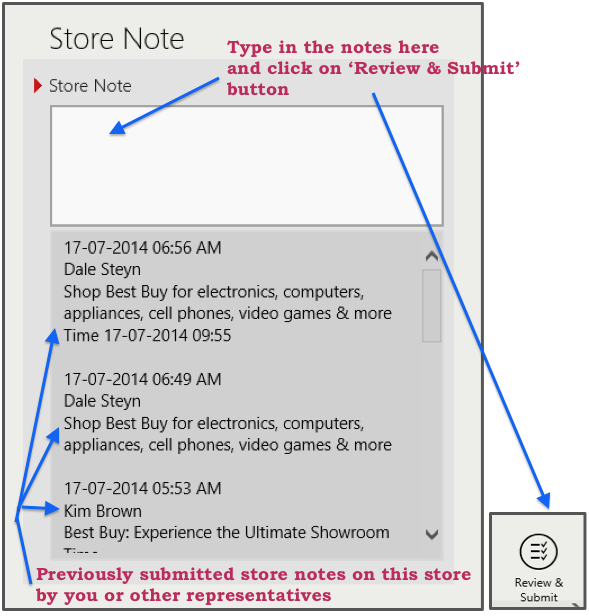 Store Note
Type in the notes here
and click on ‘Review & Submit’
button
Store Note
17-07-2014 06:56 AM
Dale Steyn
Shop Best Buy for electronics, computers,
appliances, cell phones, video games & more
Time 17-07-2014 09:55
17-07-2014 06:49 AM
Dale Steyn
Shop Best Buy for electronics, computers,
appliances, cell phones, video games & more
17-07-2014 05:53 AM
Kim Brown
Best Buy: Experience the Ultimate Showroom
Time
Previously submitted store notes on this store
by you or other representatives
Review &
Submit